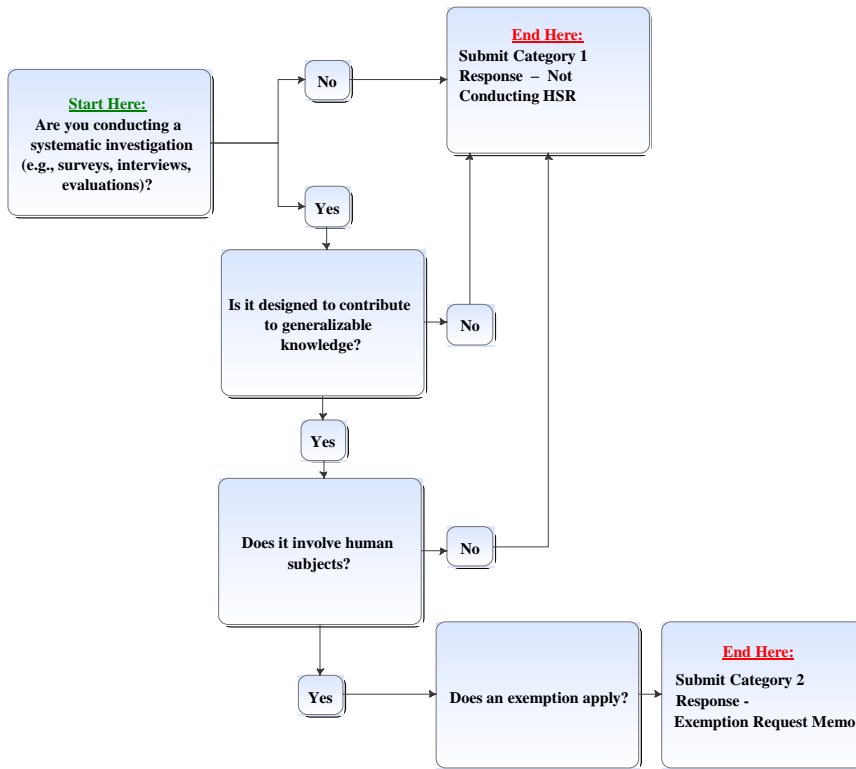 Start Here:
Are you conducting a
systematic investigation
(e.g., surveys, interviews,
evaluations)?
No
End Here:
Submit Category 1
Response – Not
Conducting HSR
Yes
Is it designed to contribute
to generalizable
knowledge?
No
Yes
Does it involve human
subjects?
No
Yes
Does an exemption apply?
End Here:
Submit Category 2
Response -
Exemption Request Memo